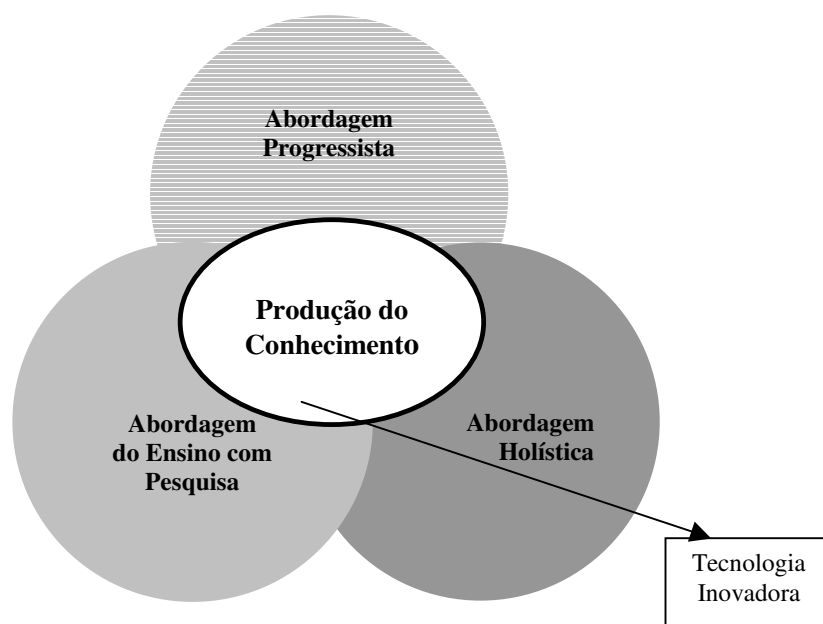 Abordagem
Progressista
Produção do
Conhecimento
Abordagem
do Ensino com
Pesquisa
Abordagem
Holística
Tecnologia
Inovadora